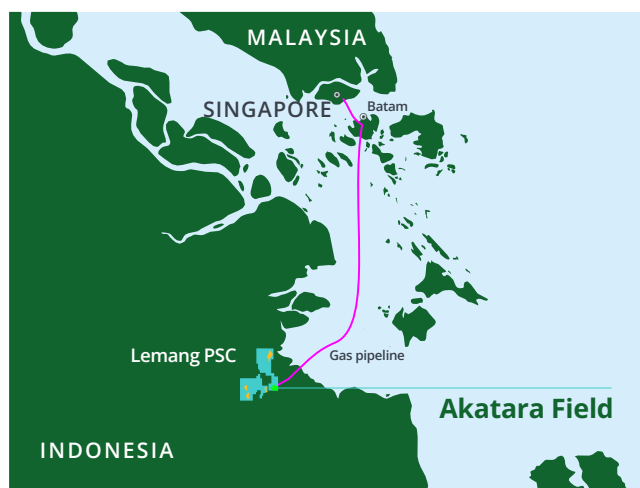 MALAYSIA
SINGAPORE
Batam
Lemang PSC
Gas pipeline
Akatara Field
INDONESIA